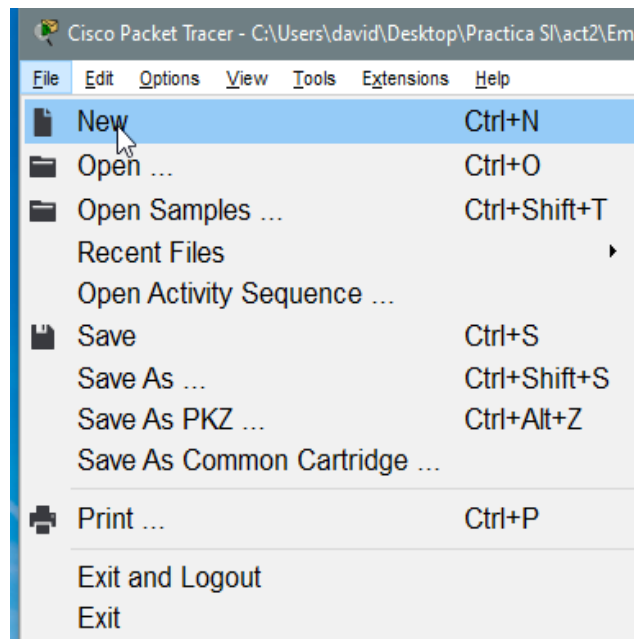 Cisco Packet Tracer - C:\Users\david\Desktop\Practica SI\act2\Em
File Edit Options View Tools Extensions Help
New Ctrl+N
Open ... Ctrl+O
Open Samples ... Ctrl+Shift+T
Recent Files
Open Activity Sequence ...
Save Ctrl+S
Save As ... Ctrl+Shift+S
Save As PKZ ... Ctrl+Alt+Z
Save As Common Cartridge ...
Print ... Ctrl+P
Exit and Logout
Exit